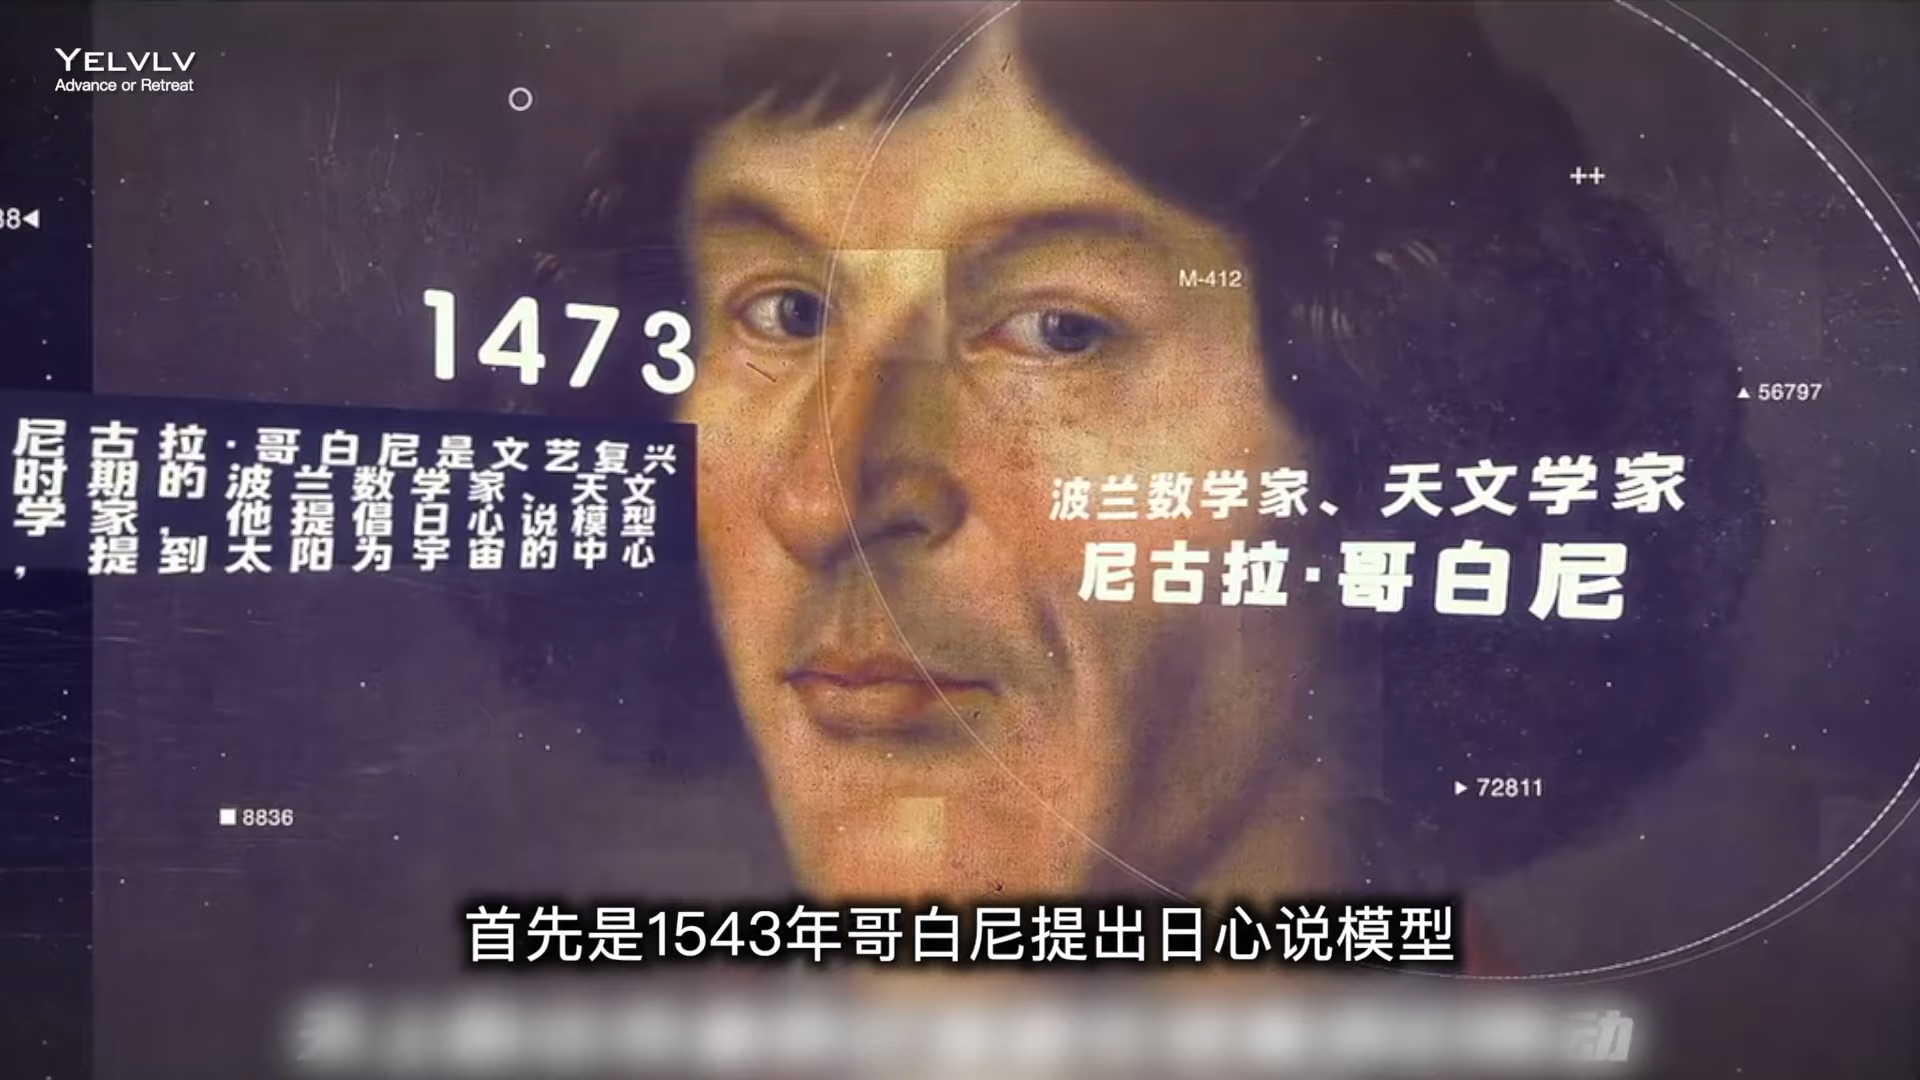 YELVLV
Advance or Retreat
38
M-412
1473
56797
尼古拉·哥白尼是文艺复兴
时期的波兰数学家、天文
学家，他提倡日心说模型
，提到太阳为宇宙的中心
波兰数学家、天文学家
尼古拉·哥白尼
72811
8836
首先是1543年哥白尼提出日心说模型
动